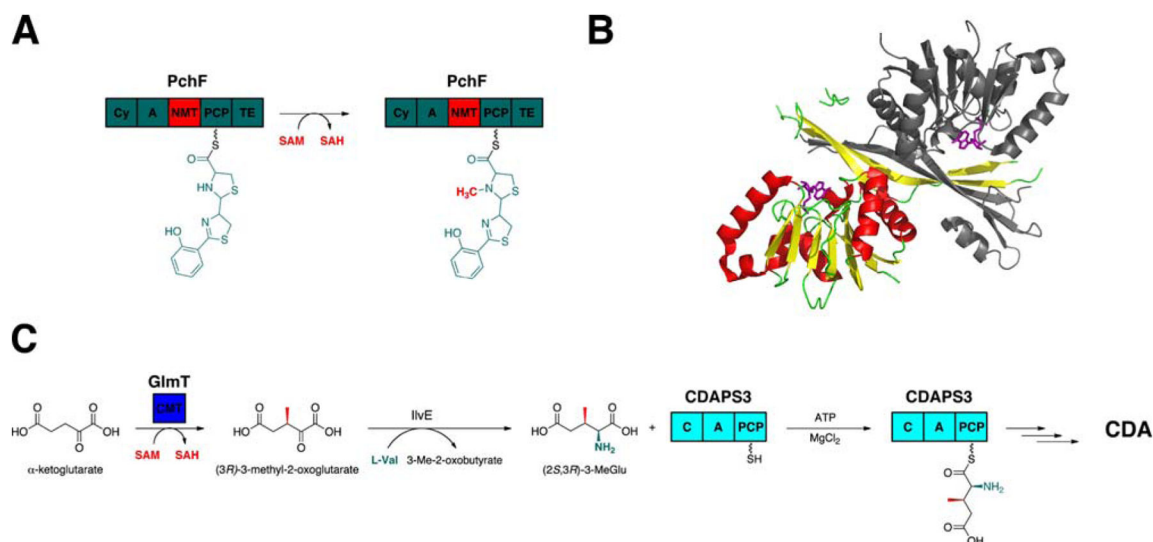 A
PchF
Cy A NMT PCP TE
SAM SAH
S
O
HN S
N
HO S
PchF
Cy A NMT PCP TE
S
O
H₃C N S
N
HO S
B
C
O O
HO OH
O
α-ketoglutarate
GlmT
CMT
SAM SAH
O O
HO OH
O
(3R)-3-methyl-2-oxoglutarate
IlvE
L-Val 3-Me-2-oxobutyrate
O O
HO OH
NH₂
(2S,3R)-3-MeGlu
+
CDAPS3
C A PCP
SH
ATP
MgCl₂
CDAPS3
C A PCP
S
O
NH₂
O
OH
CDA